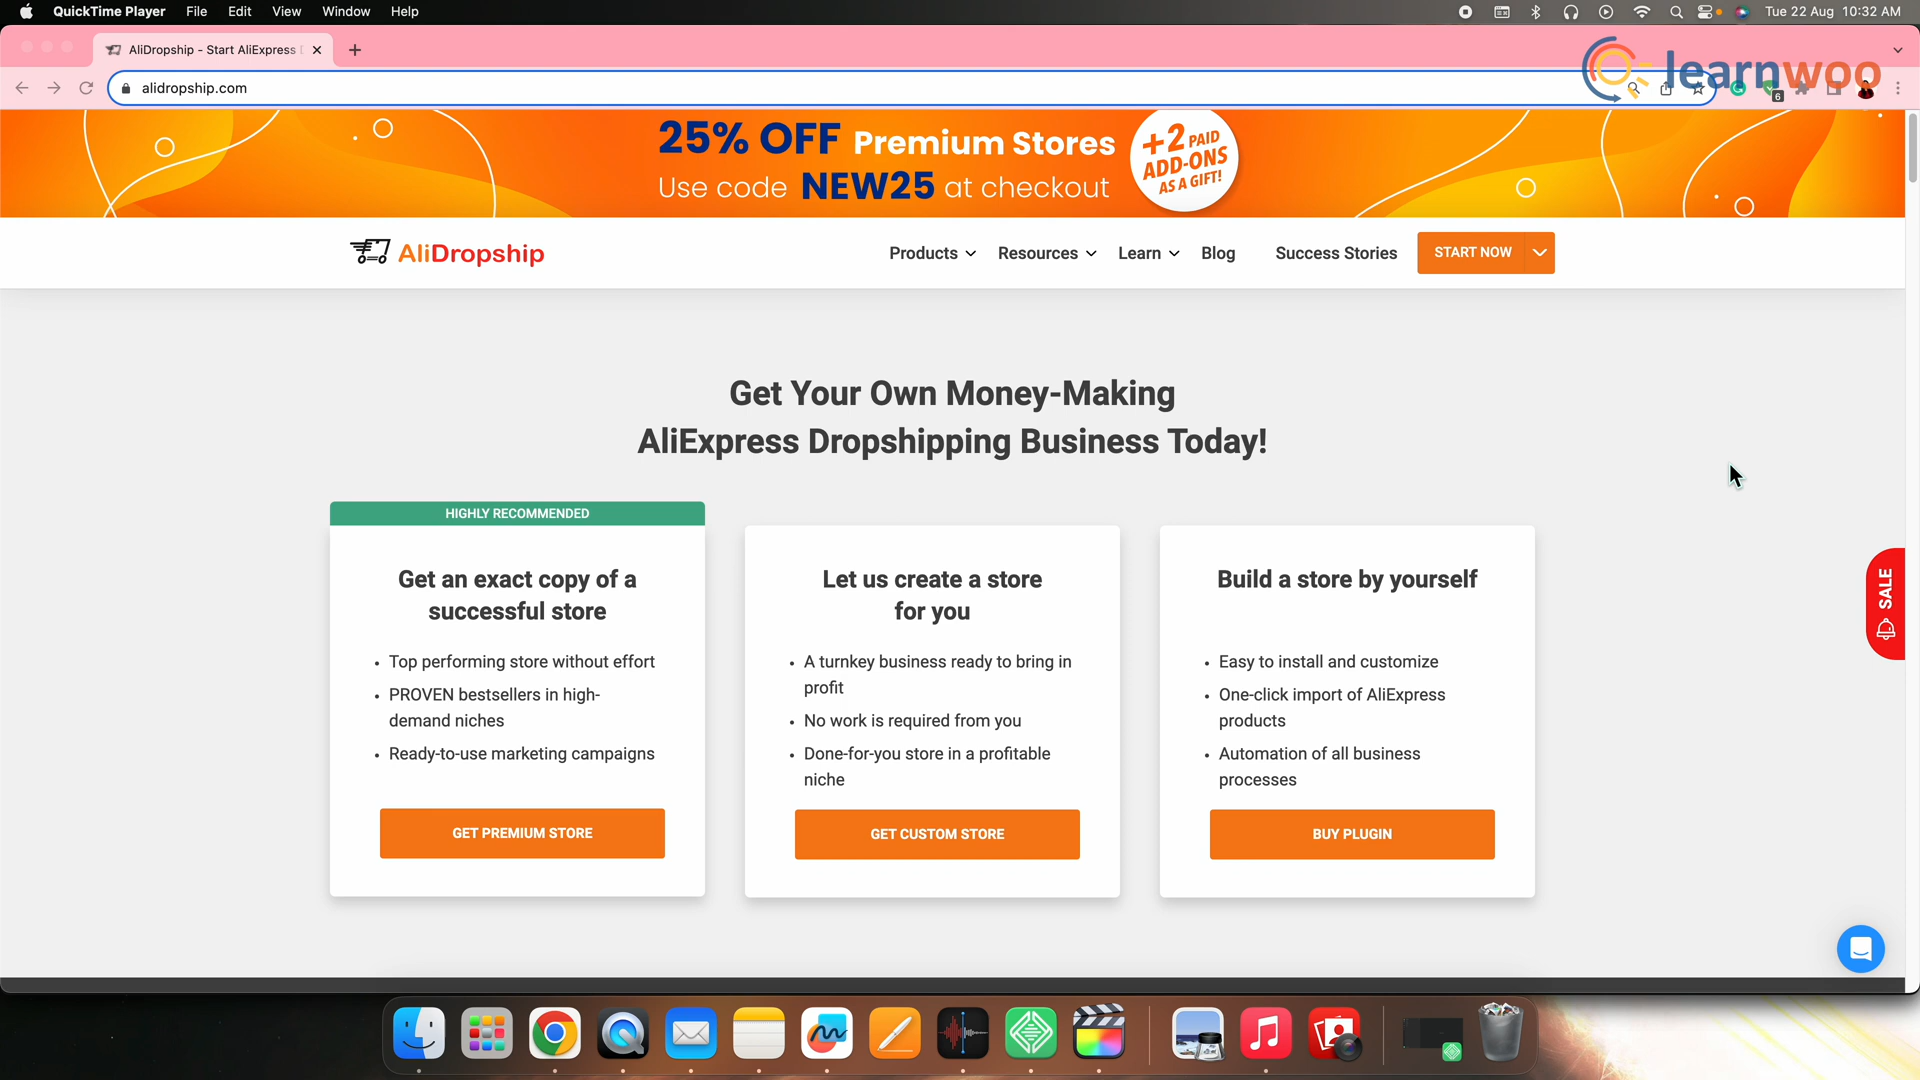 QuickTime Player File Edit View Window Help Tue 22 Aug 10:32 AM
AliDropship - Start AliExpress
learnwoo
alidropship.com
6
25% OFF Premium Stores
Use code NEW25 at checkout
+2 PAID
ADD-ONS
AS A GIFT!
AliDropship
Products Resources Learn Blog Success Stories START NOW
Get Your Own Money-Making
AliExpress Dropshipping Business Today!
HIGHLY RECOMMENDED
Get an exact copy of a
successful store
• Top performing store without effort
• PROVEN bestsellers in high-
demand niches
• Ready-to-use marketing campaigns
GET PREMIUM STORE
Let us create a store
for you
• A turnkey business ready to bring in
profit
• No work is required from you
• Done-for-you store in a profitable
niche
GET CUSTOM STORE
Build a store by yourself
• Easy to install and customize
• One-click import of AliExpress
products
• Automation of all business
processes
BUY PLUGIN
SALE